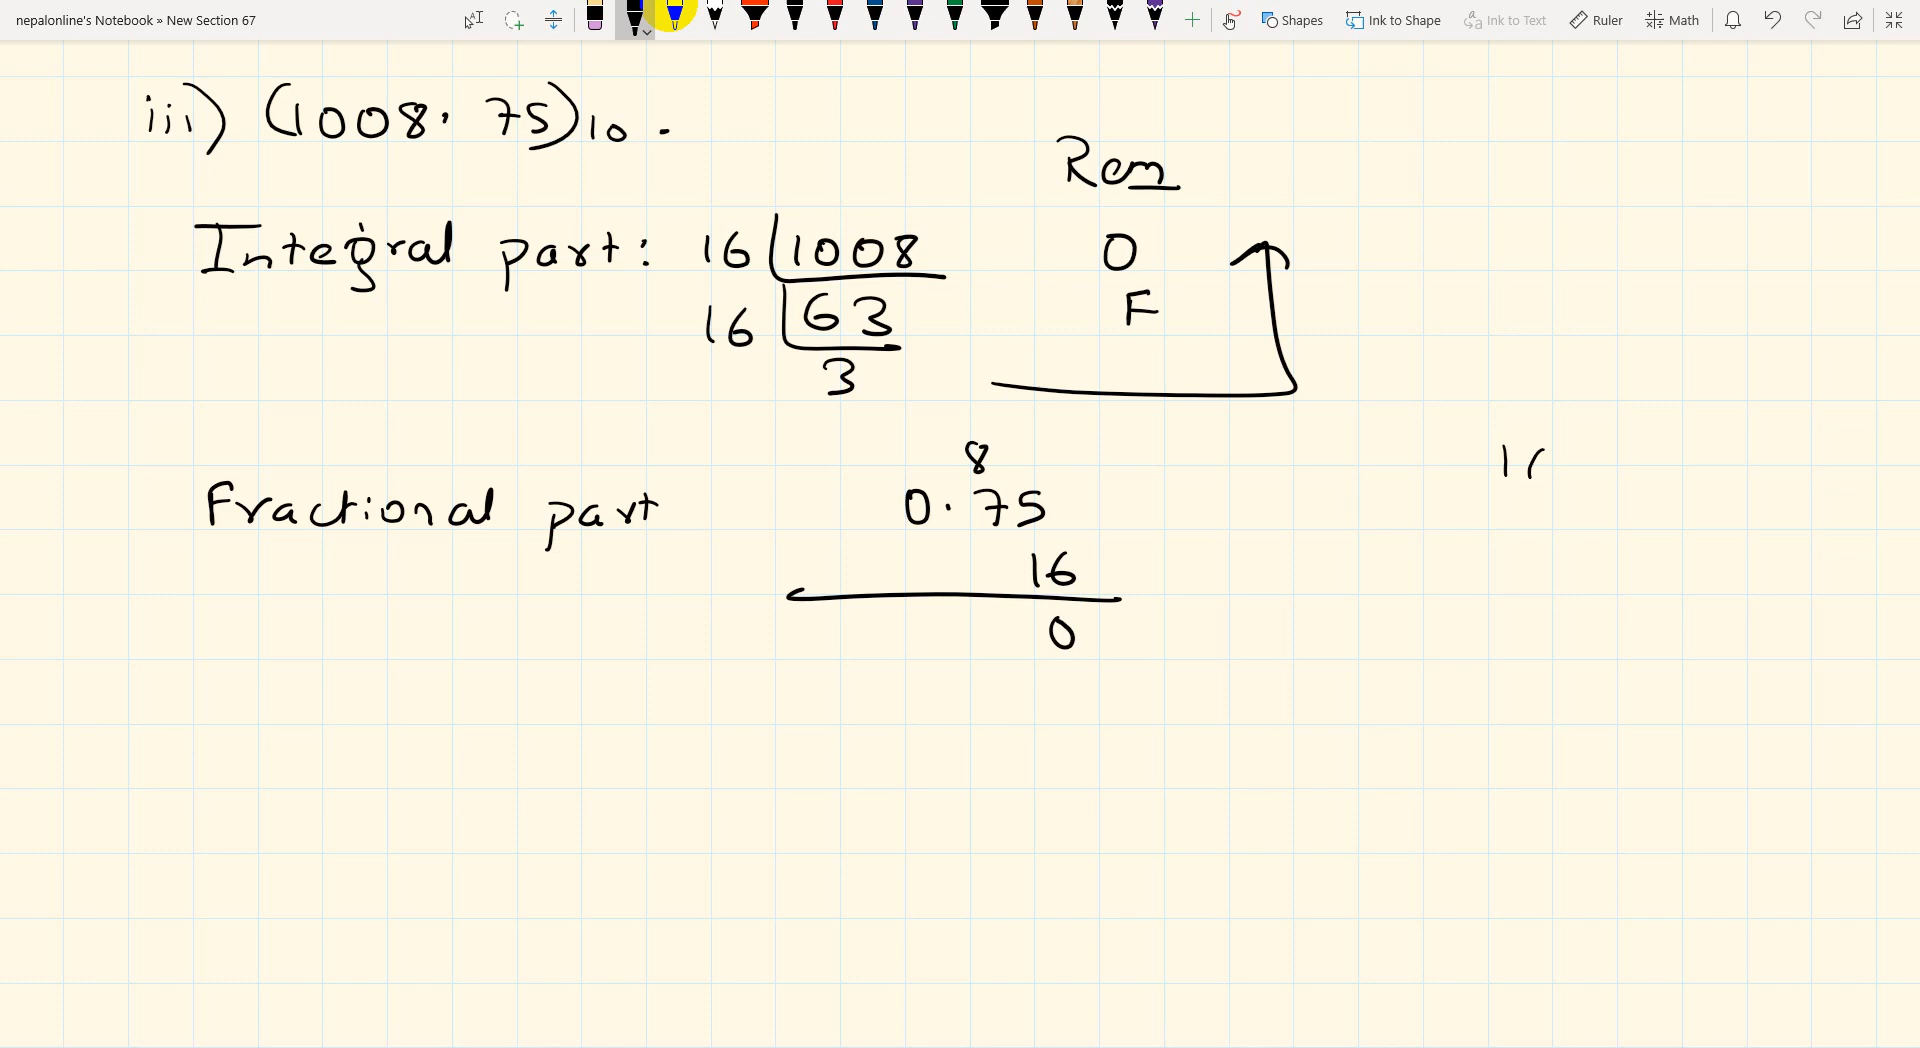 nepalonline's Notebook » New Section 67
Shapes
Ink to Shape
Ink to Text
Ruler
Math
iii) (1008.75)10.
Rem
Integral part: 16 1008 0
16 63 F
3
8
Fractional part 0.75
16
0